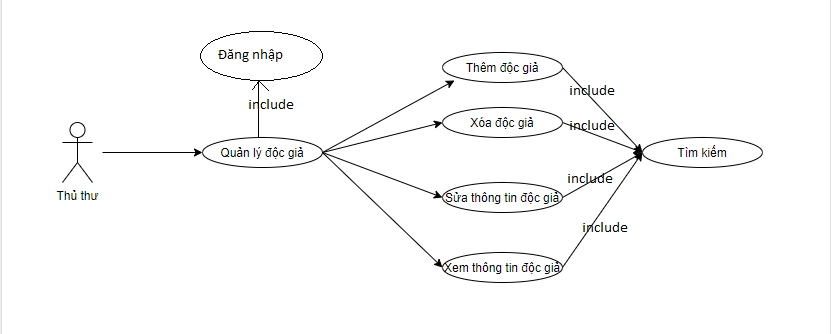 Đăng nhập
include
Thủ thư
Quản lý độc giả
Thêm độc giả
include
Xóa độc giả
include
Tìm kiếm
Sửa thông tin độc giả
include
Xem thông tin độc giả
include